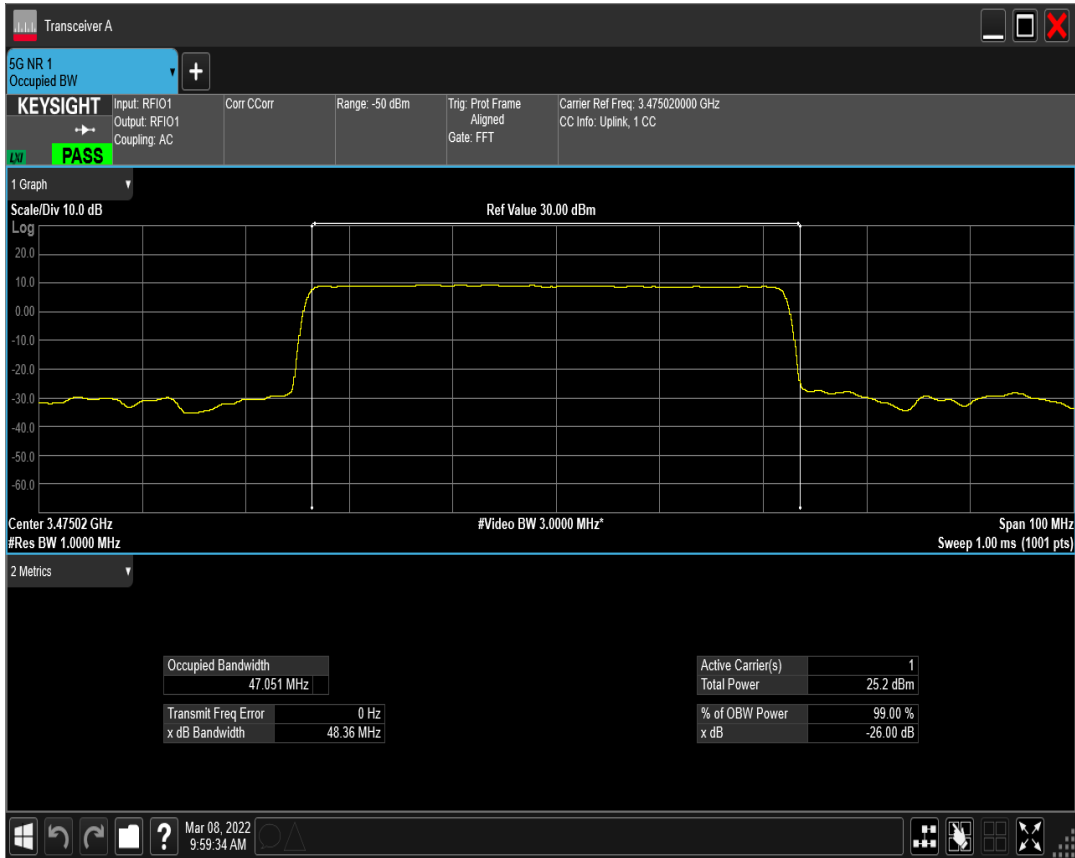 Transceiver A
5G NR 1
Occupied BW
+
KEYSIGHT
LXI
PASS
Input: RFIO1
Output: RFIO1
Coupling: AC
Corr CCorr
Range: -50 dBm
Trig: Prot Frame
Aligned
Gate: FFT
Carrier Ref Freq: 3.475020000 GHz
CC Info: Uplink, 1 CC
1 Graph
Scale/Div 10.0 dB
Ref Value 30.00 dBm
Log
20.0
10.0
0.00
-10.0
-20.0
-30.0
-40.0
-50.0
-60.0
Center 3.47502 GHz
#Video BW 3.0000 MHz*
Span 100 MHz
#Res BW 1.0000 MHz
Sweep 1.00 ms (1001 pts)
2 Metrics
Occupied Bandwidth
47.051 MHz
Transmit Freq Error 0 Hz
x dB Bandwidth 48.36 MHz
Active Carrier(s) 1
Total Power 25.2 dBm
% of OBW Power 99.00 %
x dB -26.00 dB
?
Mar 08, 2022
9:59:34 AM